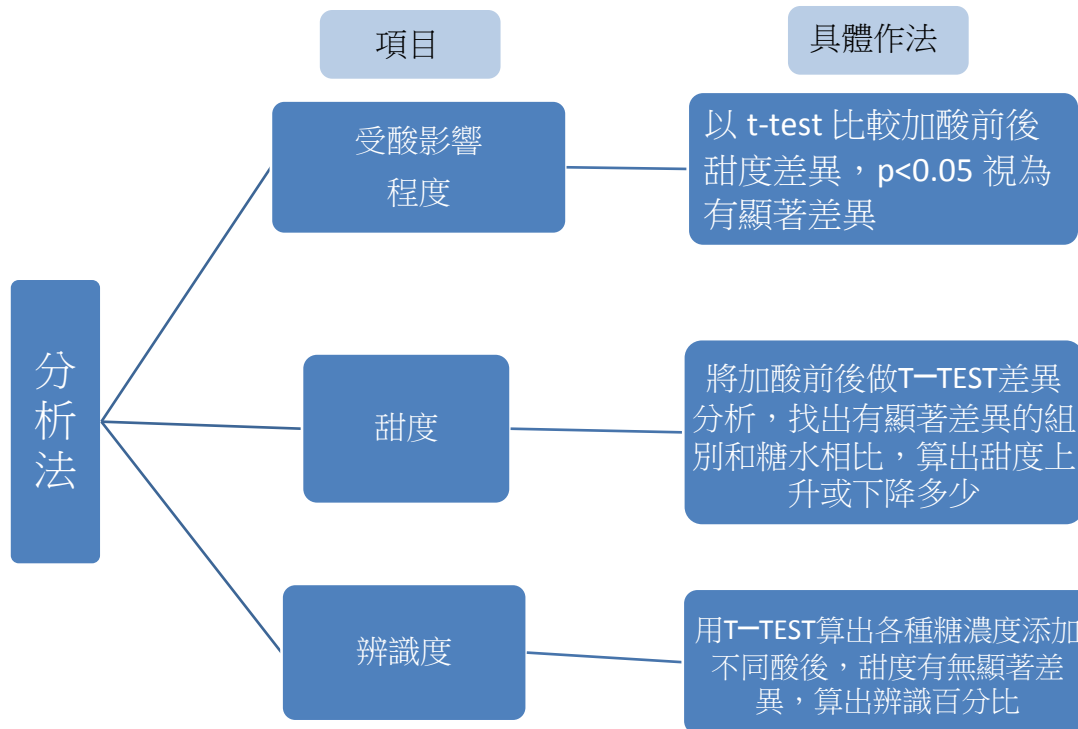 項目
具體作法
受酸影響
程度
以 t-test 比較加酸前後
甜度差異，p<0.05 視為
有顯著差異
分
析
法
甜度
將加酸前後做T－TEST差異
分析，找出有顯著差異的組
別和糖水相比，算出甜度上
升或下降多少
辨識度
用T－TEST算出各種糖濃度添加
不同酸後，甜度有無顯著差
異，算出辨識百分比